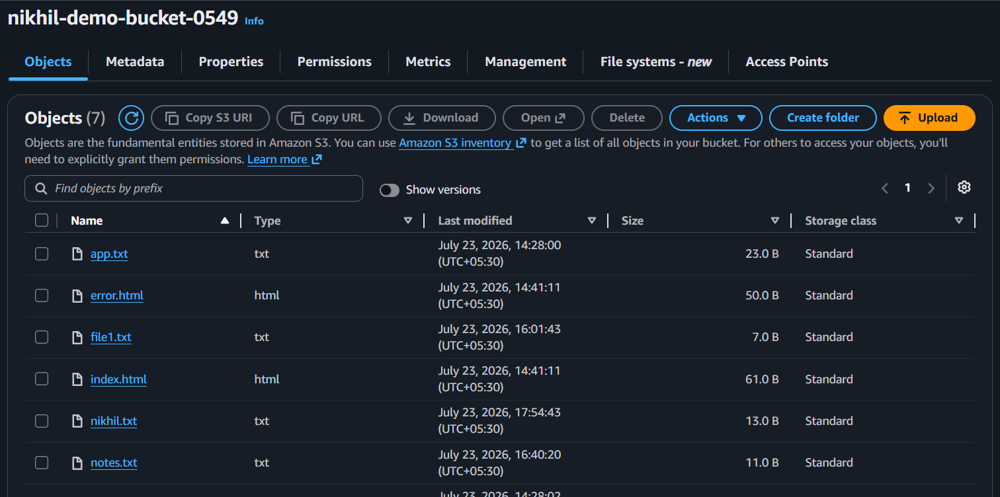 nikhil-demo-bucket-0549 Info
Objects Metadata Properties Permissions Metrics Management File systems - new Access Points
Objects (7) Copy S3 URI Copy URL Download Open Delete Actions Create folder Upload
Objects are the fundamental entities stored in Amazon S3. You can use Amazon S3 inventory to get a list of all objects in your bucket. For others to access your objects, you'll
need to explicitly grant them permissions. Learn more
Find objects by prefix Show versions 1
Name Type Last modified Size Storage class
app.txt txt July 23, 2026, 14:28:00 (UTC+05:30) 23.0 B Standard
error.html html July 23, 2026, 14:41:11 (UTC+05:30) 50.0 B Standard
file1.txt txt July 23, 2026, 16:01:43 (UTC+05:30) 7.0 B Standard
index.html html July 23, 2026, 14:41:11 (UTC+05:30) 61.0 B Standard
nikhil.txt txt July 23, 2026, 17:54:43 (UTC+05:30) 13.0 B Standard
notes.txt txt July 23, 2026, 16:40:20 (UTC+05:30) 11.0 B Standard
July 23, 2026, 14:28:02